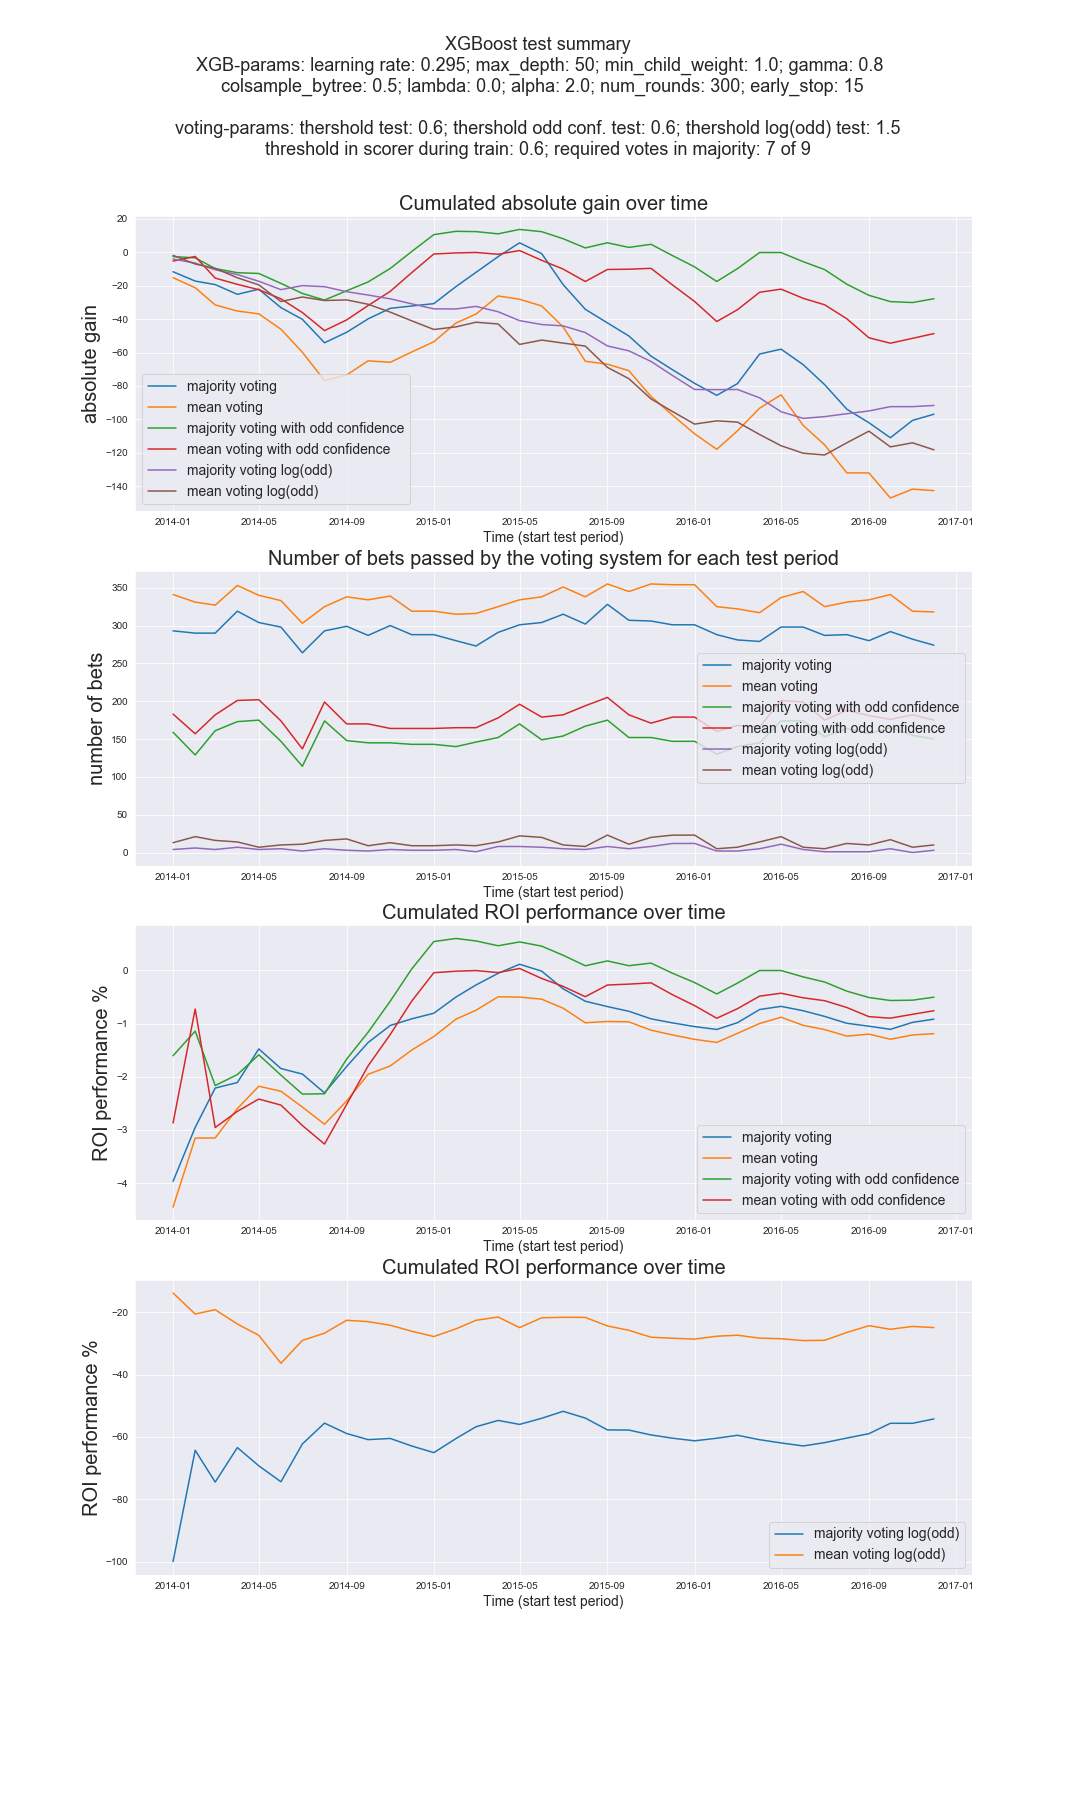 XGBoost test summary
XGB-params: learning rate: 0.295; max_depth: 50; min_child_weight: 1.0; gamma: 0.8
colsample_bytree: 0.5; lambda: 0.0; alpha: 2.0; num_rounds: 300; early_stop: 15
voting-params: thershold test: 0.6; thershold odd conf. test: 0.6; thershold log(odd) test: 1.5
threshold in scorer during train: 0.6; required votes in majority: 7 of 9
Cumulated absolute gain over time
absolute gain
20
0
−20
−40
−60
−80
−100
−120
−140
majority voting
mean voting
majority voting with odd confidence
mean voting with odd confidence
majority voting log(odd)
mean voting log(odd)
2014-01 2014-05 2014-09 2015-01 2015-05 2015-09 2016-01 2016-05 2016-09 2017-01
Time (start test period)
Number of bets passed by the voting system for each test period
number of bets
350
300
250
200
150
100
50
0
majority voting
mean voting
majority voting with odd confidence
mean voting with odd confidence
majority voting log(odd)
mean voting log(odd)
2014-01 2014-05 2014-09 2015-01 2015-05 2015-09 2016-01 2016-05 2016-09 2017-01
Time (start test period)
Cumulated ROI performance over time
ROI performance %
0
−1
−2
−3
−4
majority voting
mean voting
majority voting with odd confidence
mean voting with odd confidence
2014-01 2014-05 2014-09 2015-01 2015-05 2015-09 2016-01 2016-05 2016-09 2017-01
Time (start test period)
Cumulated ROI performance over time
ROI performance %
−20
−40
−60
−80
−100
majority voting log(odd)
mean voting log(odd)
2014-01 2014-05 2014-09 2015-01 2015-05 2015-09 2016-01 2016-05 2016-09 2017-01
Time (start test period)